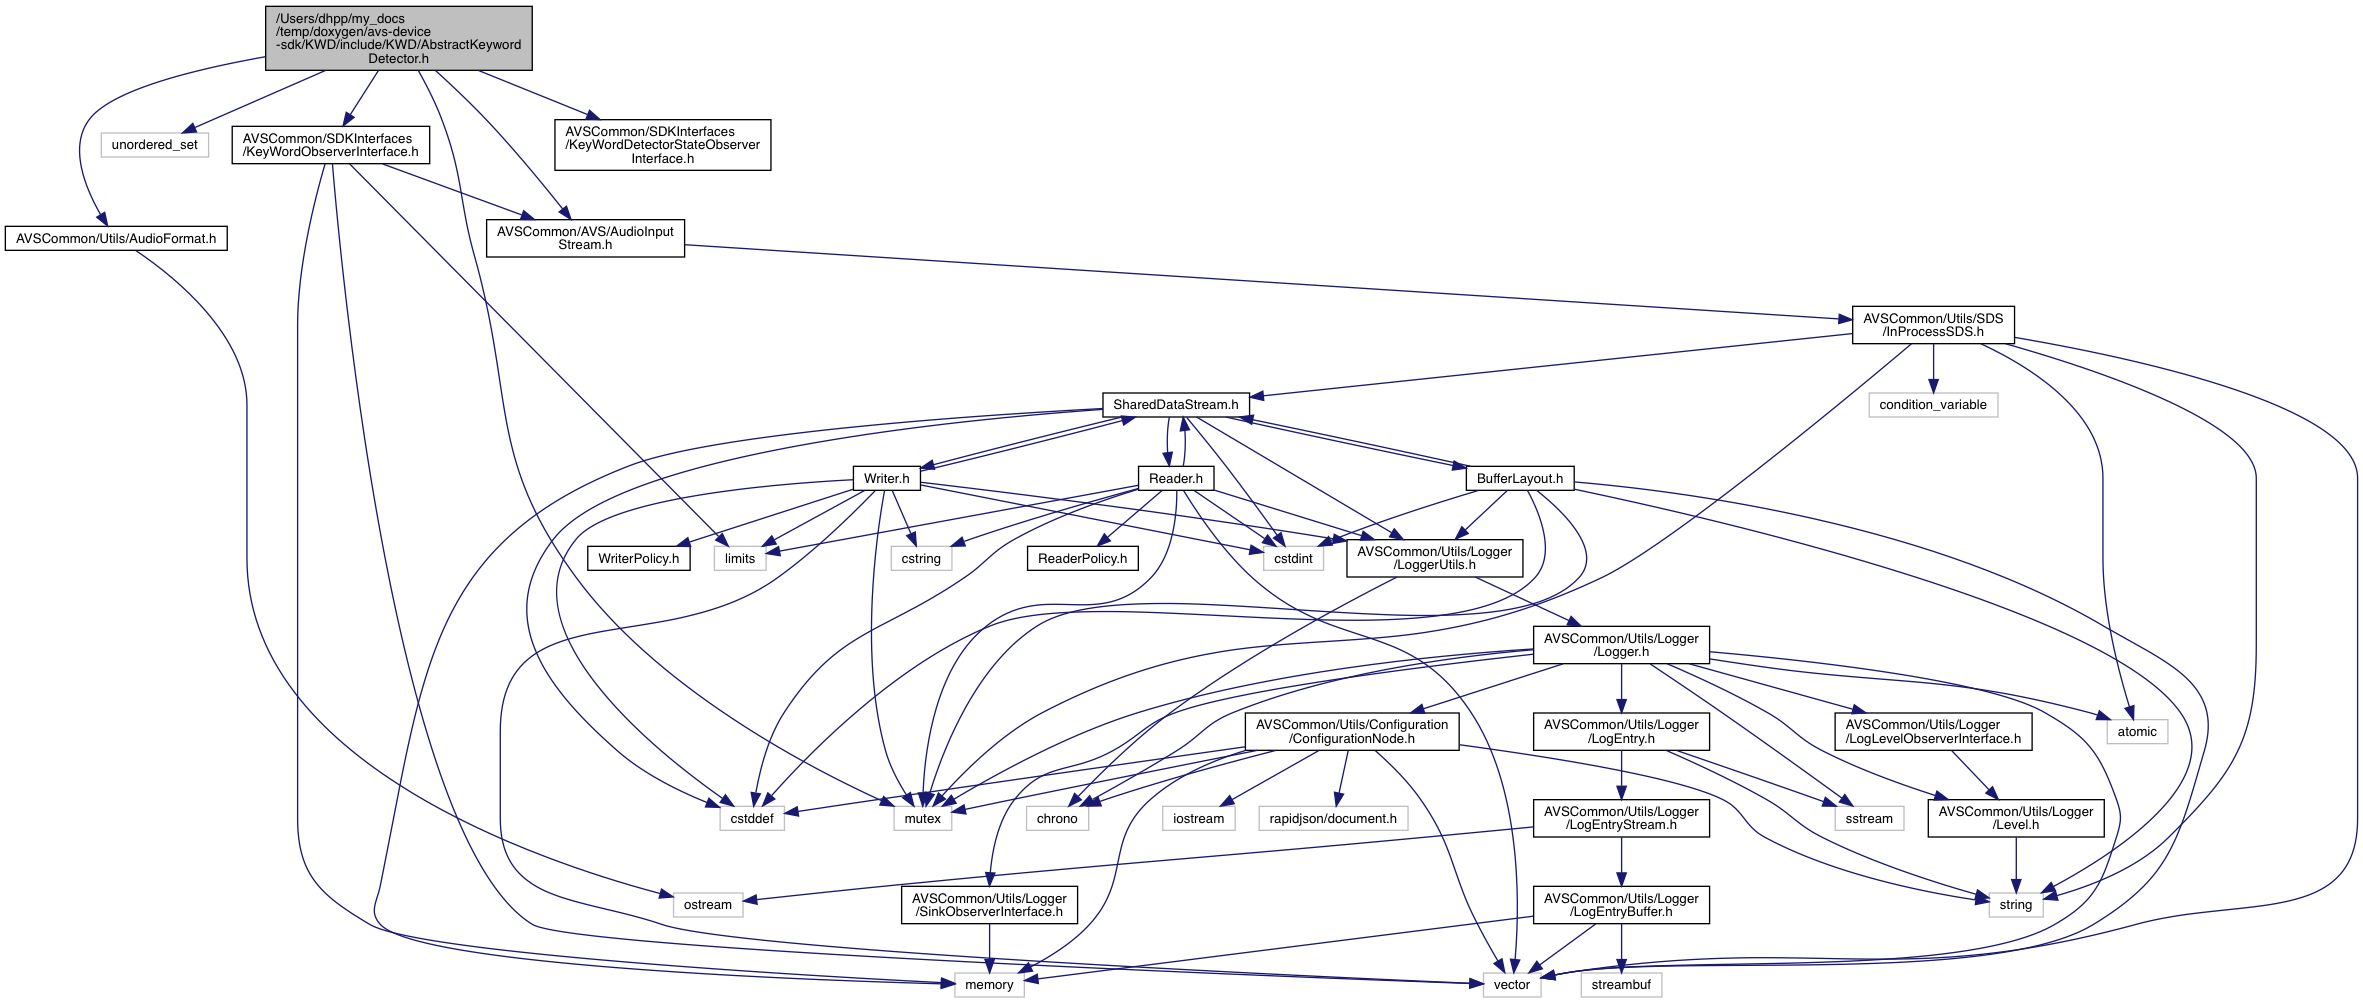 /Users/dhpp/my_docs
/temp/doxygen/avs-device
-sdk/KWD/include/KWD/AbstractKeyword
Detector.h
unordered_set
AVSCommon/SDKInterfaces
/KeyWordObserverInterface.h
AVSCommon/SDKInterfaces
/KeyWordDetectorStateObserver
Interface.h
AVSCommon/Utils/AudioFormat.h
AVSCommon/AVS/AudioInput
Stream.h
AVSCommon/Utils/SDS
/InProcessSDS.h
SharedDataStream.h
condition_variable
Writer.h
Reader.h
BufferLayout.h
WriterPolicy.h
limits
cstring
ReaderPolicy.h
cstdint
AVSCommon/Utils/Logger
/LoggerUtils.h
AVSCommon/Utils/Logger
/Logger.h
AVSCommon/Utils/Configuration
/ConfigurationNode.h
AVSCommon/Utils/Logger
/LogEntry.h
AVSCommon/Utils/Logger
/LogLevelObserverInterface.h
atomic
cstddef
mutex
chrono
iostream
rapidjson/document.h
AVSCommon/Utils/Logger
/LogEntryStream.h
sstream
AVSCommon/Utils/Logger
/Level.h
ostream
AVSCommon/Utils/Logger
/SinkObserverInterface.h
AVSCommon/Utils/Logger
/LogEntryBuffer.h
string
memory
vector
streambuf